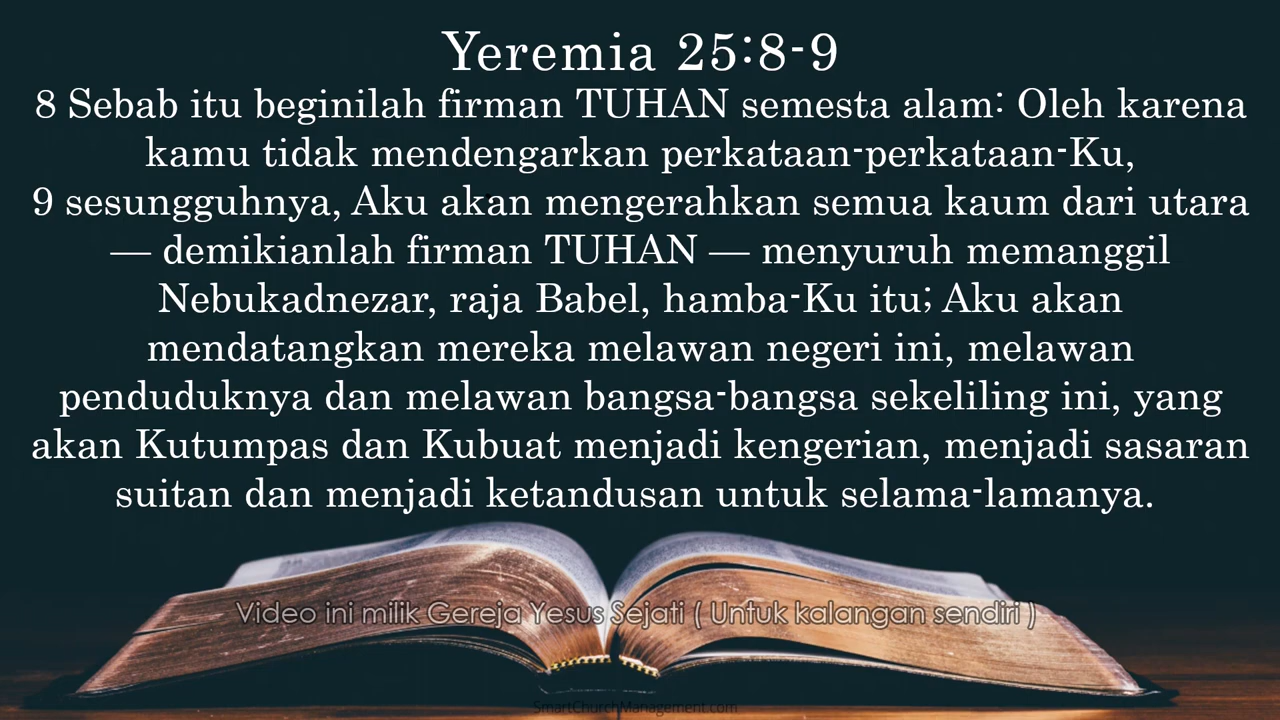 Yeremia 25:8-9
8 Sebab itu beginilah firman TUHAN semesta alam: Oleh karena
kamu tidak mendengarkan perkataan-perkataan-Ku,
9 sesungguhnya, Aku akan mengerahkan semua kaum dari utara
— demikianlah firman TUHAN — menyuruh memanggil
Nebukadnezar, raja Babel, hamba-Ku itu; Aku akan
mendatangkan mereka melawan negeri ini, melawan
penduduknya dan melawan bangsa-bangsa sekeliling ini, yang
akan Kutumpas dan Kubuat menjadi kengerian, menjadi sasaran
suitan dan menjadi ketandusan untuk selama-lamanya.
Video ini milik Gereja Yesus Sejati ( Untuk kalangan sendiri )
SmartChurchManagement.com